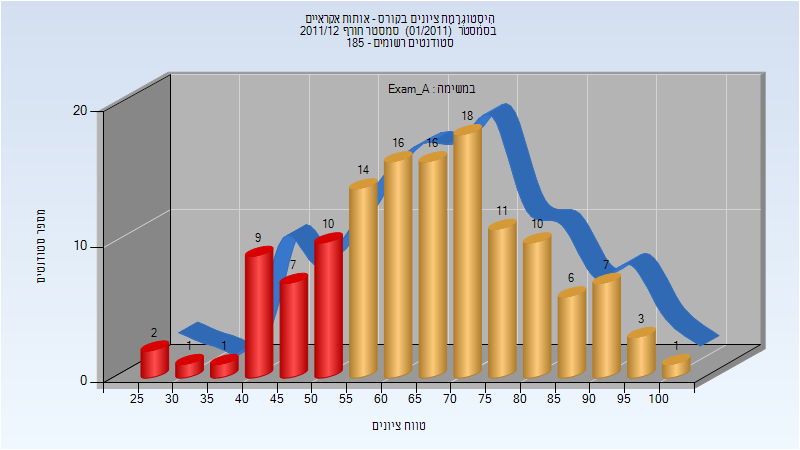 היסטוגרמת ציונים בקורס - אותות אקראיים
בסמסטר (01/2011) סמסטר חורף 2011/12
סטודנטים רשומים - 185
במשימה : Exam_A
מספר סטודנטים
20
10
0
2
1
1
9
7
10
14
16
16
18
11
10
6
7
3
1
25 30 35 40 45 50 55 60 65 70 75 80 85 90 95 100
טווח ציונים